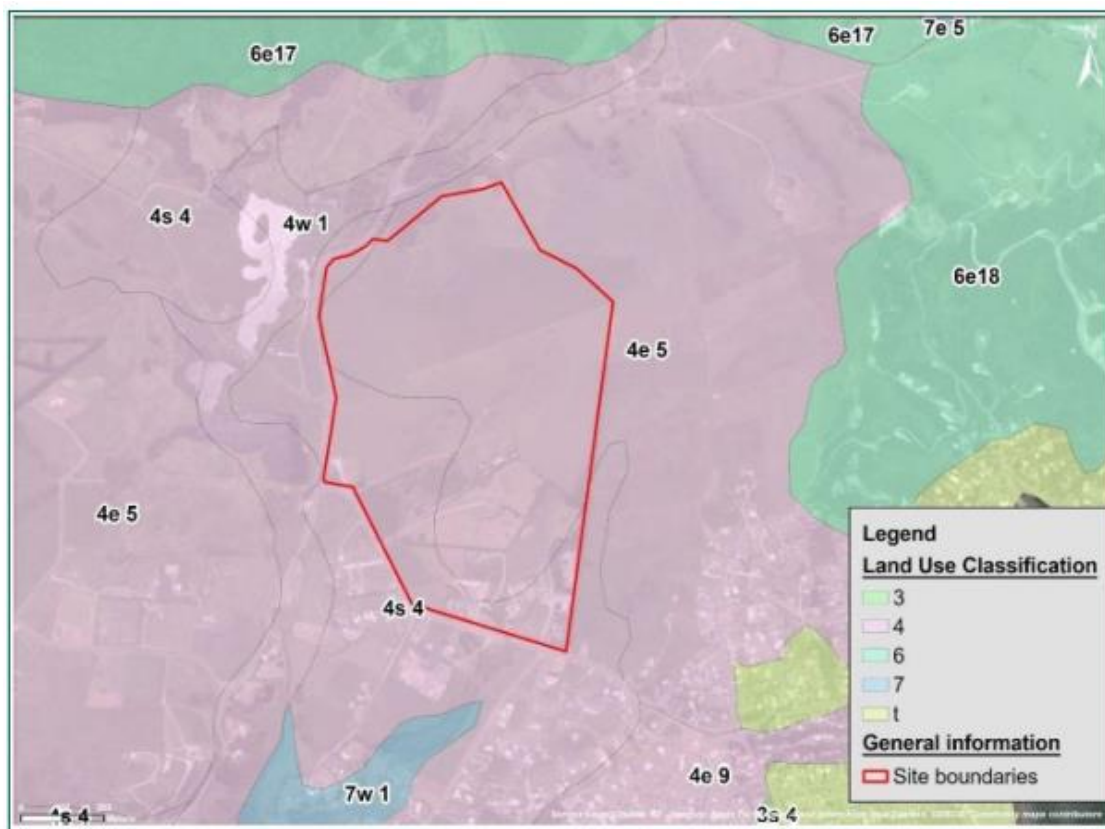 6e17
6e17
7e 5
N
4s 4
4w 1
6e18
4e 5
4e 5
4s 4
7w 1
4e 9
3s 4
4s 4
Legend
Land Use Classification
3
4
6
7
t
General information
Site boundaries